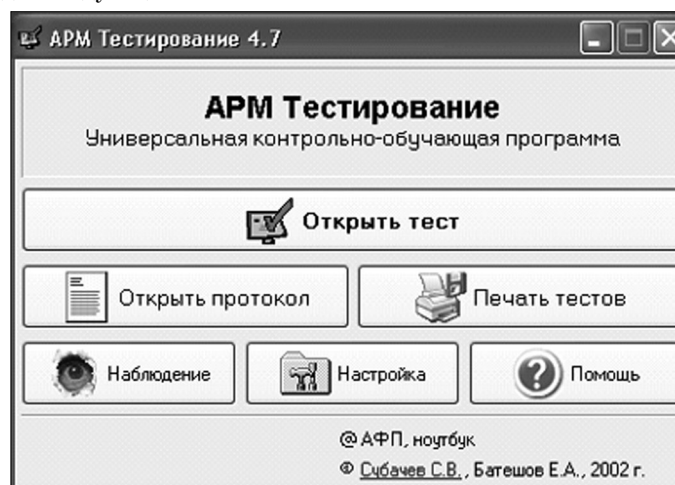 АРМ Тестирование 4.7
АРМ Тестирование
Универсальная контрольно-обучающая программа
Открыть тест
Открыть протокол
Печать тестов
Наблюдение
Настройка
Помощь
@ АФП, ноутбук
© Субачев С.В., Батешов Е.А., 2002 г.